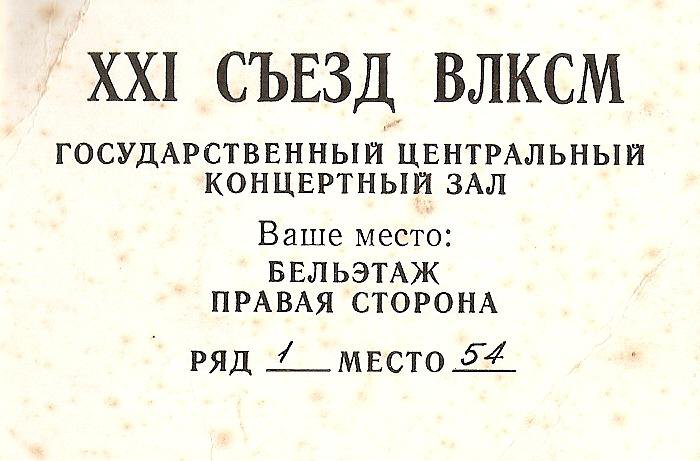 XXI СЪЕЗД ВЛКСМ
ГОСУДАРСТВЕННЫЙ ЦЕНТРАЛЬНЫЙ
КОНЦЕРТНЫЙ ЗАЛ
Ваше место:
БЕЛЬЭТАЖ
ПРАВАЯ СТОРОНА
РЯД 1 МЕСТО 54